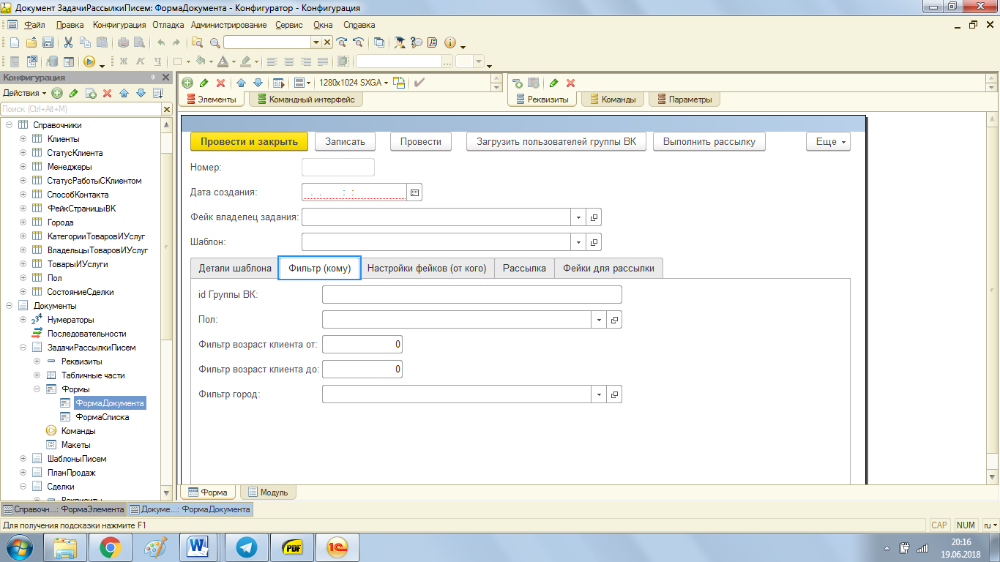 Документ ЗадачиРассылкиПисем: ФормаДокумента - Конфигуратор - Конфигурация
Файл Правка Конфигурация Отладка Администрирование Сервис Окна Справка
Ж К Ч
Конфигурация
Действия
Поиск (Ctrl+Alt+M)
Справочники
Клиенты
СтатусКлиента
Менеджеры
СтатусРаботыСКлиентом
СпособКонтакта
ФейкСтраницыВК
Города
КатегорииТоваровИУслуг
ВладельцыТоваровИУслуг
ТоварыИУслуги
Пол
СостояниеСделки
Документы
Нумераторы
Последовательности
ЗадачиРассылкиПисем
Реквизиты
Табличные части
Формы
ФормаДокумента
ФормаСписка
Команды
Макеты
ШаблоныПисем
ПланПродаж
Сделки
Реквизиты
1280x1024 SXGA
Элементы Командный интерфейс
Реквизиты Команды Параметры
Провести и закрыть Записать Провести Загрузить пользователей группы ВК Выполнить рассылку Еще
Номер:
Дата создания: . . : :
Фейк владелец задания:
Шаблон:
Детали шаблона Фильтр (кому) Настройки фейков (от кого) Рассылка Фейки для рассылки
id Группы ВК:
Пол:
Фильтр возраст клиента от: 0
Фильтр возраст клиента до: 0
Фильтр город:
Форма Модуль
Справочн...: ФормаЭлемента Докуме...: ФормаДокумента
Для получения подсказки нажмите F1 CAP NUM ru
W PDF 1С
20:16
19.06.2018